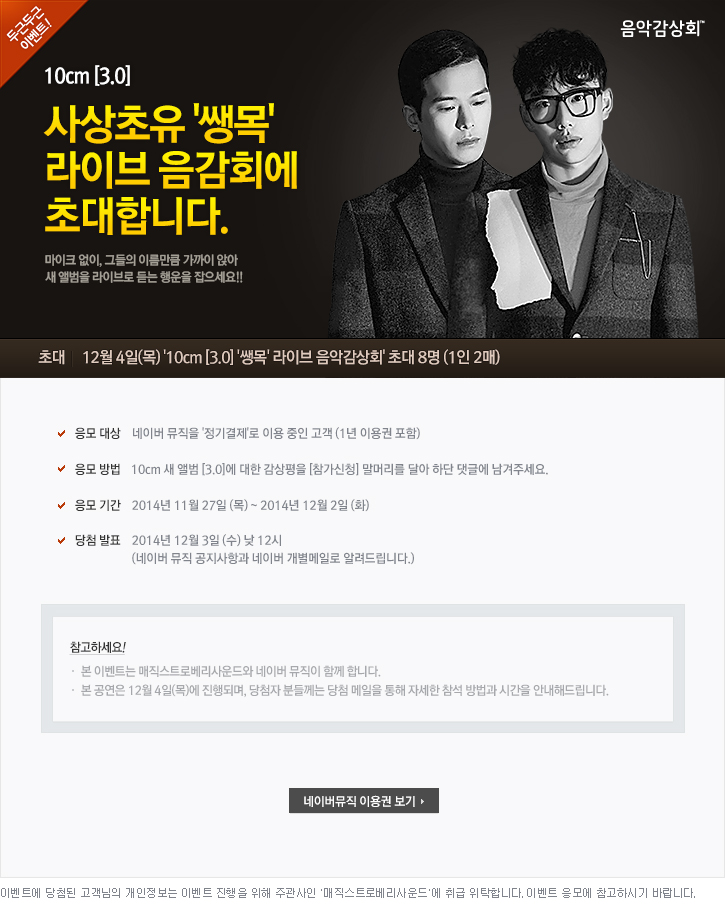 두근두근
이벤트!
음악감상회™
10cm [3.0]
사상초유 '쌩목'
라이브 음감회에
초대합니다.
마이크 없이, 그들의 이름만큼 가까이 앉아
새 앨범을 라이브로 듣는 행운을 잡으세요!!
초대 12월 4일(목) '10cm [3.0] '쌩목' 라이브 음악감상회' 초대 8명 (1인 2매)
응모 대상 네이버 뮤직을 '정기결제'로 이용 중인 고객 (1년 이용권 포함)
응모 방법 10cm 새 앨범 [3.0]에 대한 감상평을 [참가신청] 말머리를 달아 하단 댓글에 남겨주세요.
응모 기간 2014년 11월 27일 (목) ~ 2014년 12월 2일 (화)
당첨 발표 2014년 12월 3일 (수) 낮 12시
(네이버 뮤직 공지사항과 네이버 개별메일로 알려드립니다.)
참고하세요!
· 본 이벤트는 매직스트로베리사운드와 네이버 뮤직이 함께 합니다.
· 본 공연은 12월 4일(목)에 진행되며, 당첨자 분들께는 당첨 메일을 통해 자세한 참석 방법과 시간을 안내해드립니다.
네이버뮤직 이용권 보기
이벤트에 당첨된 고객님의 개인정보는 이벤트 진행을 위해 주관사인 '매직스트로베리사운드'에 취급 위탁합니다. 이벤트 응모에 참고하시기 바랍니다.